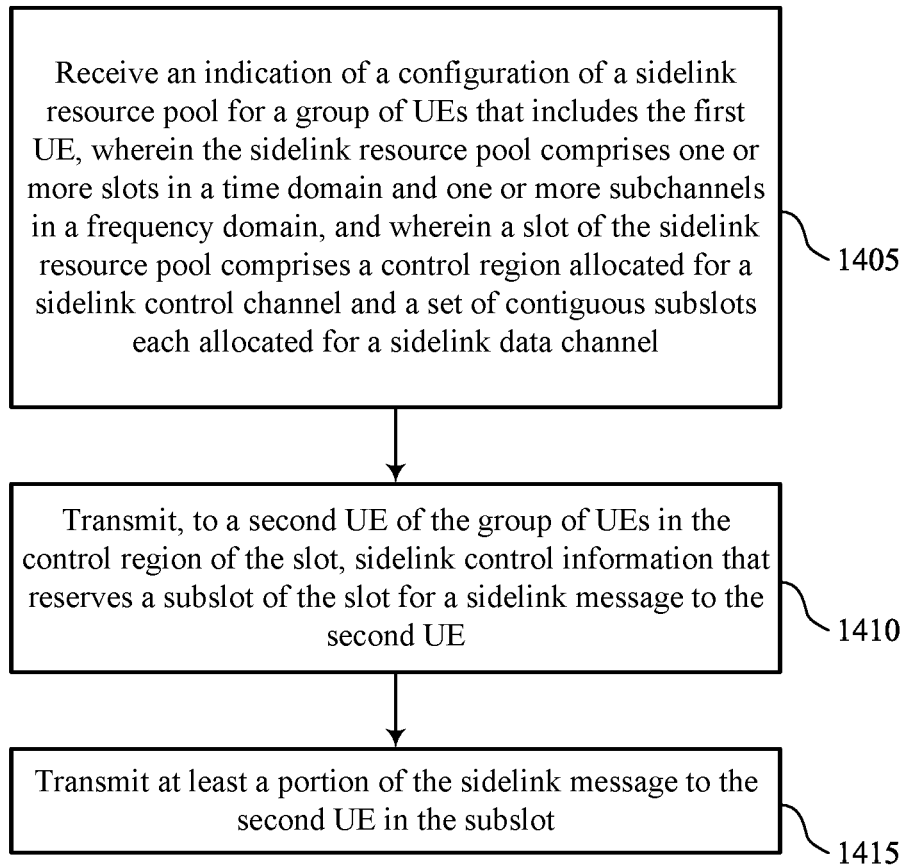 Receive an indication of a configuration of a sidelink
resource pool for a group of UEs that includes the first
UE, wherein the sidelink resource pool comprises one or
more slots in a time domain and one or more subchannels
in a frequency domain, and wherein a slot of the sidelink
resource pool comprises a control region allocated for a
sidelink control channel and a set of contiguous subslots
each allocated for a sidelink data channel
1405
Transmit, to a second UE of the group of UEs in the
control region of the slot, sidelink control information that
reserves a subslot of the slot for a sidelink message to the
second UE
1410
Transmit at least a portion of the sidelink message to the
second UE in the subslot
1415